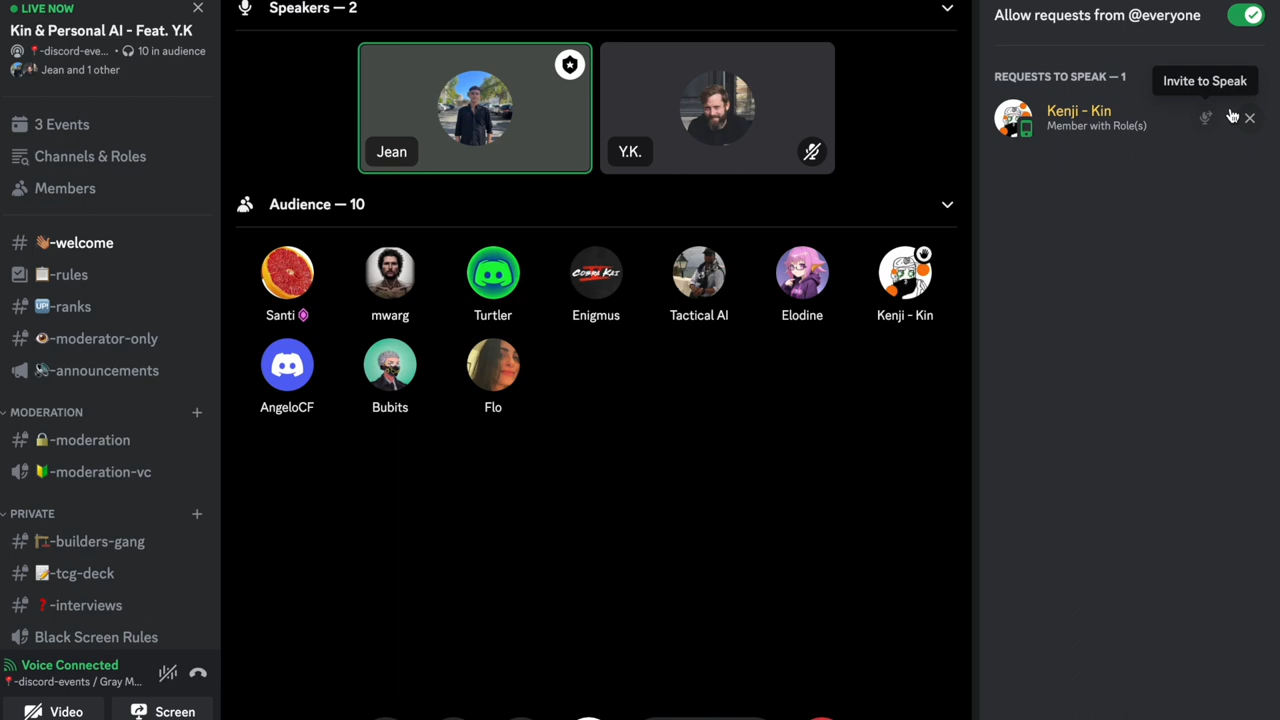 LIVE NOW
Kin & Personal AI - Feat. Y.K
📍-discord-eve... • 10 in audience
Jean and 1 other
3 Events
Channels & Roles
Members
👋🏽-welcome
📋-rules
🆙-ranks
👁️-moderator-only
🔊-announcements
MODERATION
🔒-moderation
🔰-moderation-vc
PRIVATE
🏗️-builders-gang
📝-tcg-deck
❓-interviews
Black Screen Rules
Voice Connected
📍-discord-events / Gray M...
Video
Screen
Speakers — 2
Jean
Y.K.
Audience — 10
Santi
mwarg
Turtler
COBRA KAI
Enigmus
Tactical AI
Elodine
Kenji - Kin
AngeloCF
Bubits
Flo
Allow requests from @everyone
REQUESTS TO SPEAK — 1
Invite to Speak
Kenji - Kin
Member with Role(s)